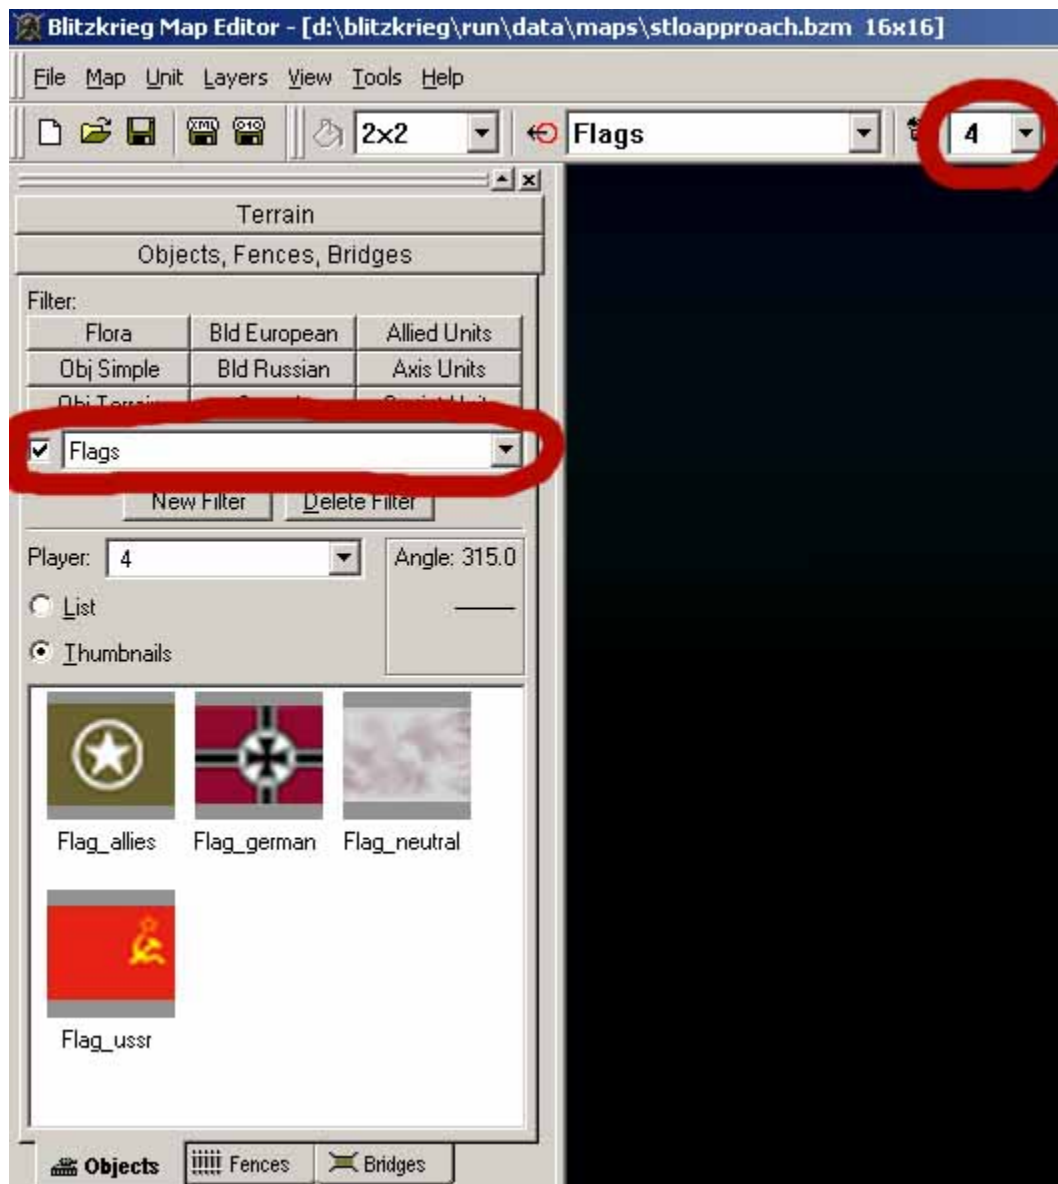 Blitzkrieg Map Editor - [d:\blitzkrieg\run\data\maps\stloapproach.bzm 16x16]
File Map Unit Layers View Tools Help
XML 010 2x2 Flags 4
Terrain
Objects, Fences, Bridges
Filter:
Flora Bld European Allied Units
Obj Simple Bld Russian Axis Units
Flags
New Filter Delete Filter
Player: 4 Angle: 315.0
List
Thumbnails
Flag_allies Flag_german Flag_neutral
Flag_ussr
Objects Fences Bridges